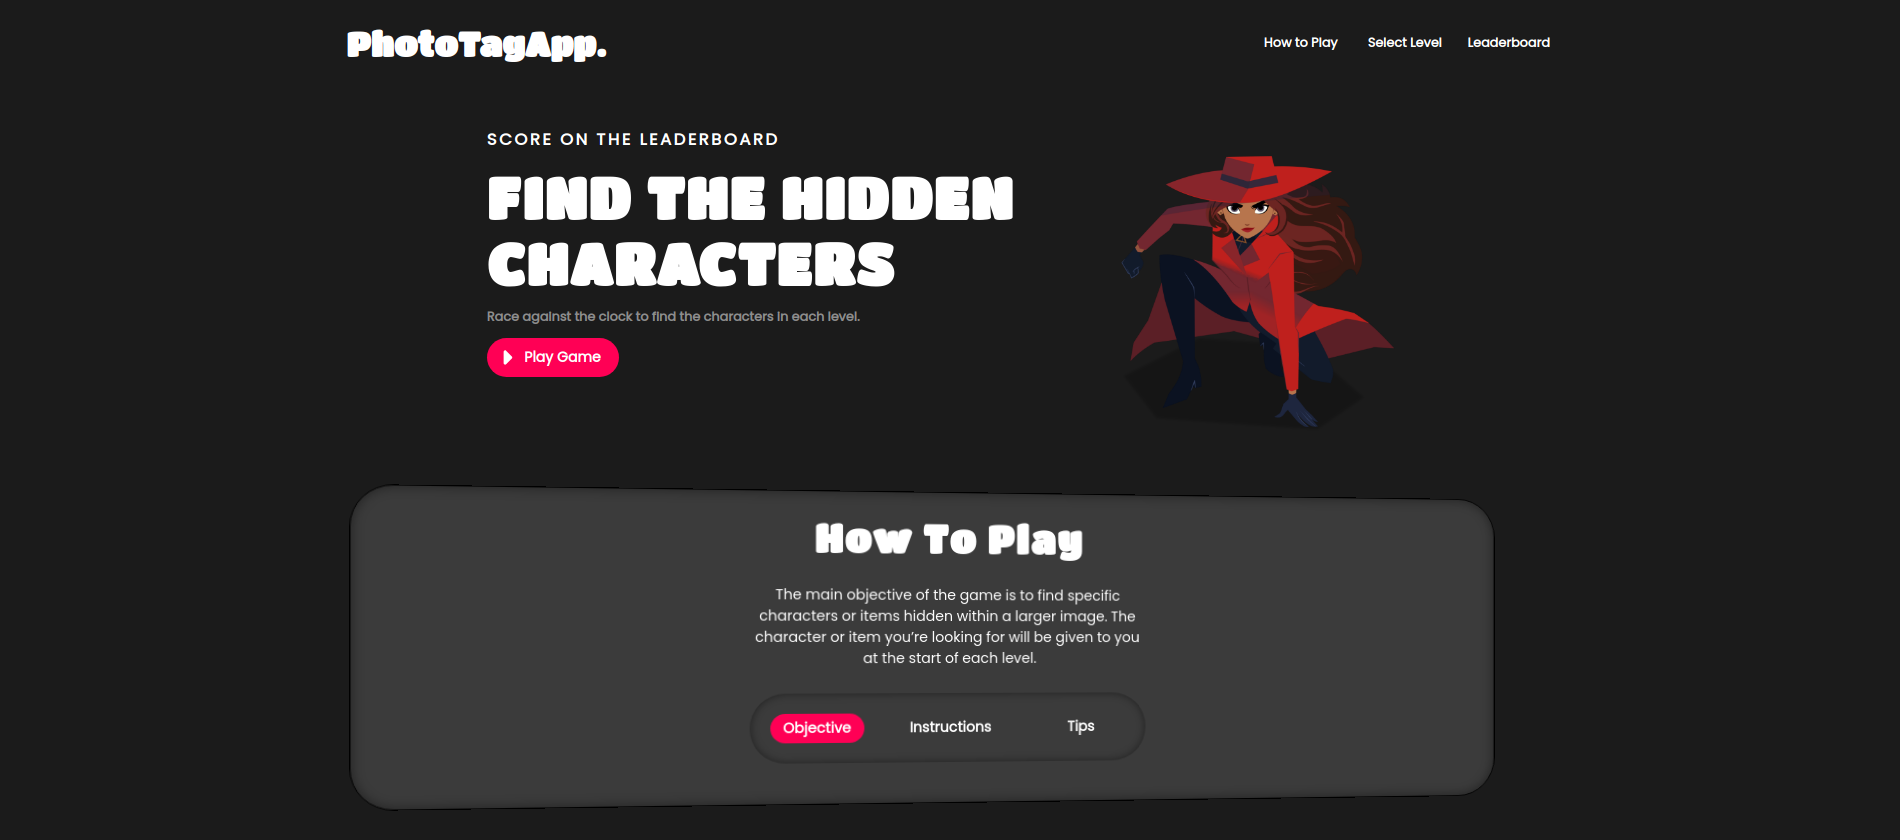 PhotoTagApp.
How to Play
Select Level
Leaderboard
SCORE ON THE LEADERBOARD
FIND THE HIDDEN
CHARACTERS
Race against the clock to find the characters in each level.
Play Game
How To Play
The main objective of the game is to find specific
characters or items hidden within a larger image. The
character or item you’re looking for will be given to you
at the start of each level.
Objective
Instructions
Tips